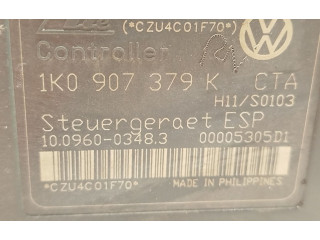 Ate *CZU4C01F70*
Controller
1K0 907 379 K CTA
H11/S0103
Steuergeraet ESP
10.0960-0348.3 00005305D1
*CZU4C01F70* MADE IN PHILIPPINES